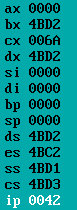 ax 0000
bx 4BD2
cx 006A
dx 4BD2
si 0000
di 0000
bp 0000
sp 0000
ds 4BD2
es 4BC2
ss 4BD1
cs 4BD3
ip 0042